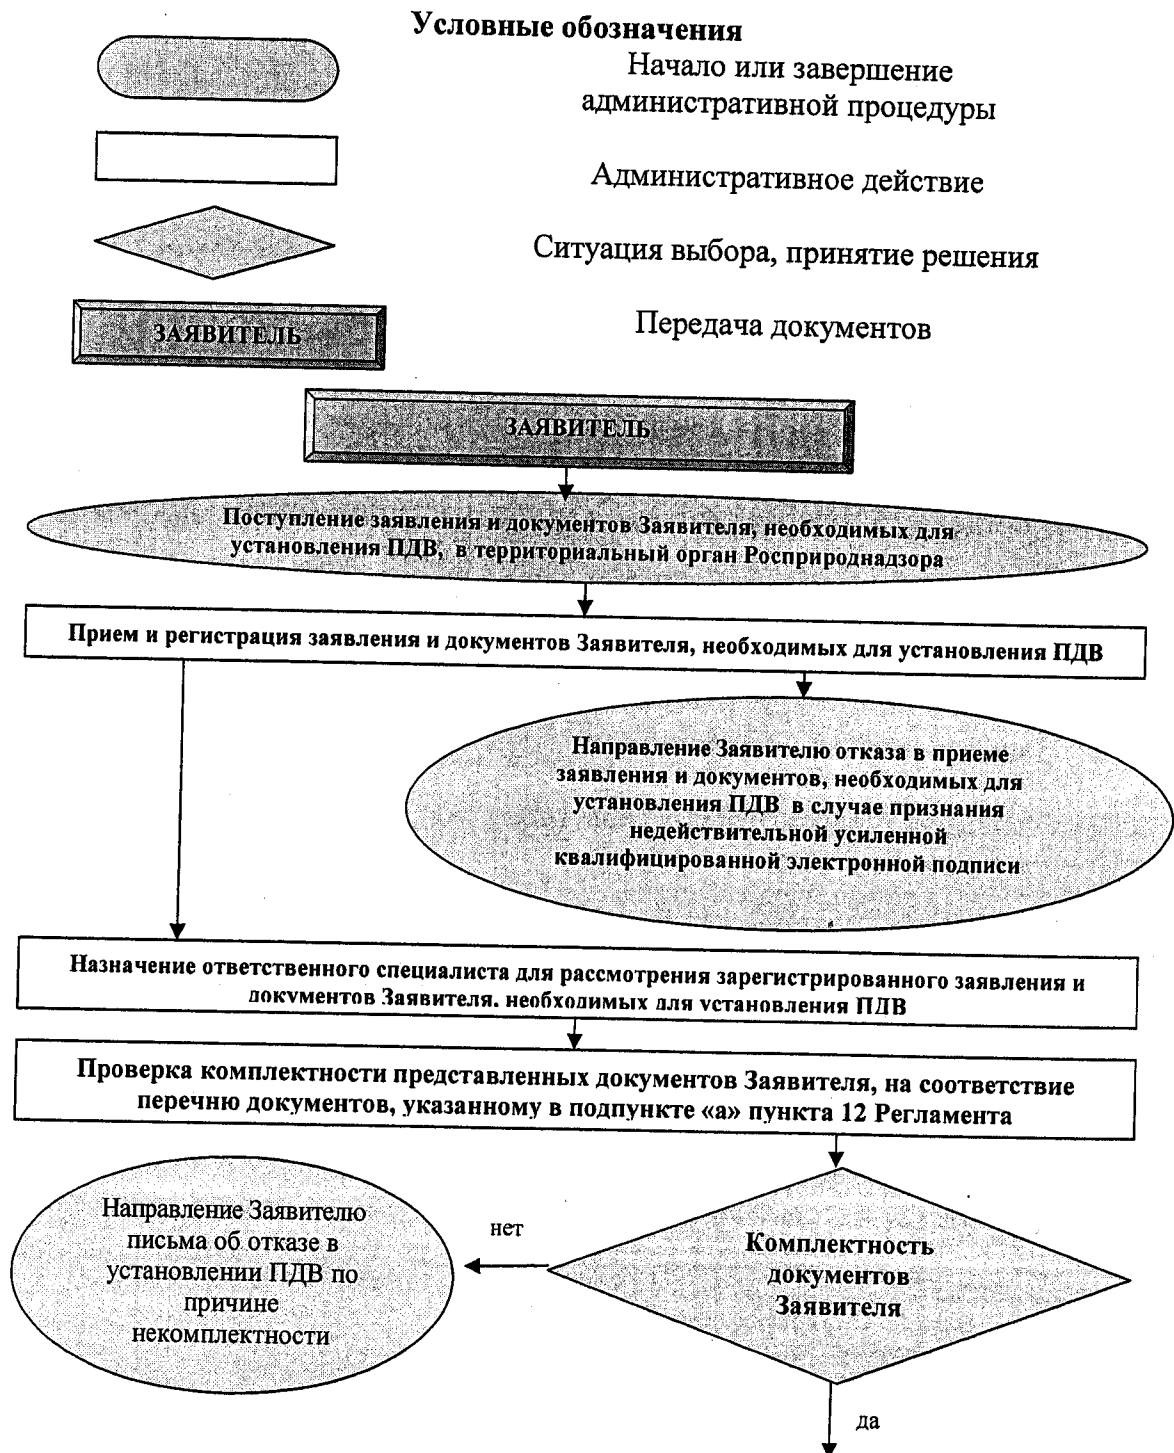 Условные обозначения
Начало или завершение
административной процедуры
Административное действие
Ситуация выбора, принятие решения
ЗАЯВИТЕЛЬ
Передача документов
ЗАЯВИТЕЛЬ
Поступление заявления и документов Заявителя, необходимых для
установления ПДВ, в территориальный орган Росприроднадзора
Прием и регистрация заявления и документов Заявителя, необходимых для установления ПДВ
Направление Заявителю отказа в приеме
заявления и документов, необходимых для
установления ПДВ в случае признания
недействительной усиленной
квалифицированной электронной подписи
Назначение ответственного специалиста для рассмотрения зарегистрированного заявления и
документов Заявителя, необходимых для установления ПДВ
Проверка комплектности представленных документов Заявителя, на соответствие
перечню документов, указанному в подпункте «а» пункта 12 Регламента
Направление Заявителю
письма об отказе в
установлении ПДВ по
причине
некомплектности
нет
Комплектность
документов
Заявителя
да